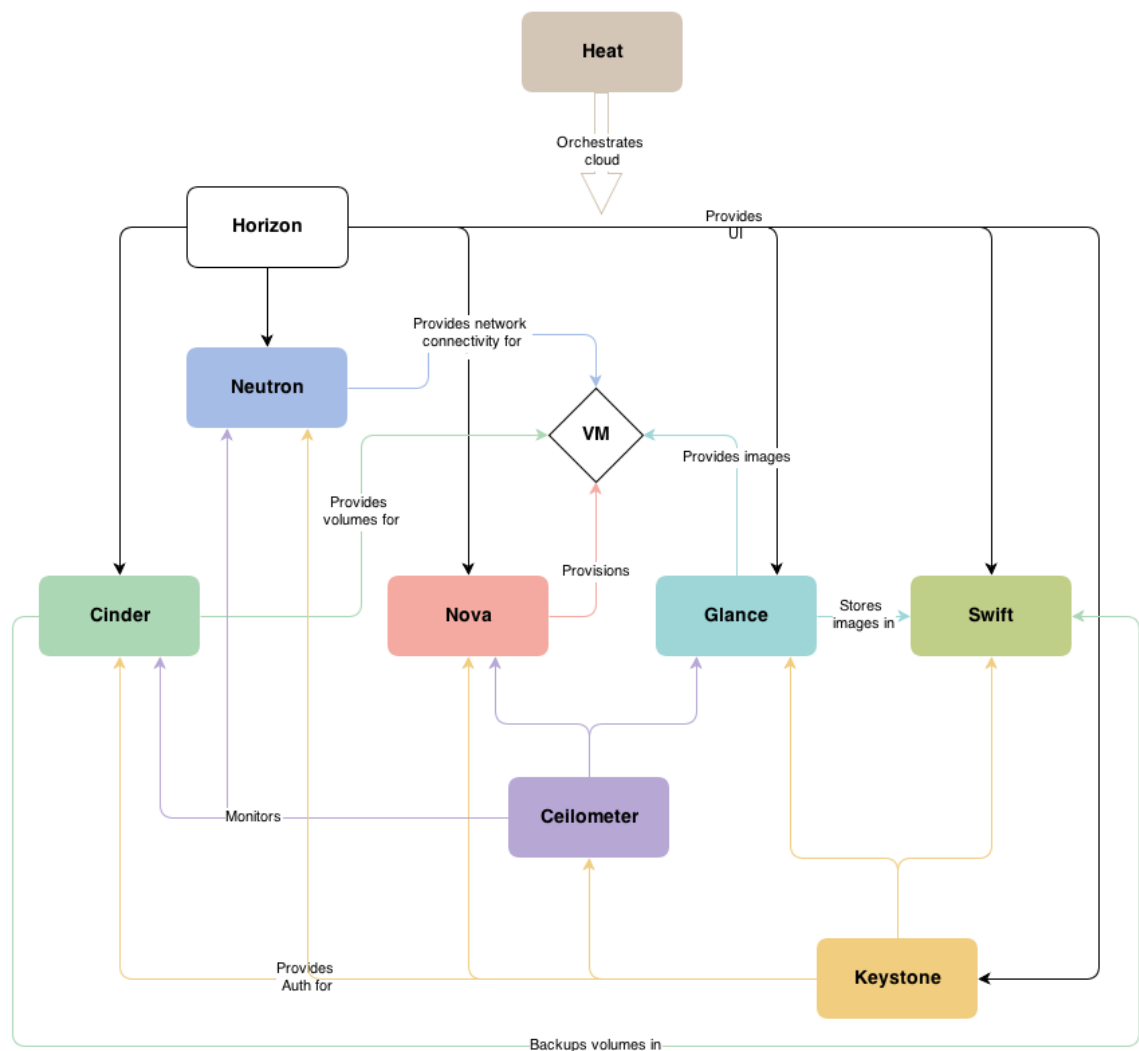 Heat
Orchestrates
cloud
Provides
UI
Horizon
Provides network
connectivity for
Neutron
VM
Provides images
Provides
volumes for
Provisions
Cinder
Nova
Glance
Stores
images in
Swift
Monitors
Ceilometer
Provides
Auth for
Keystone
Backups volumes in